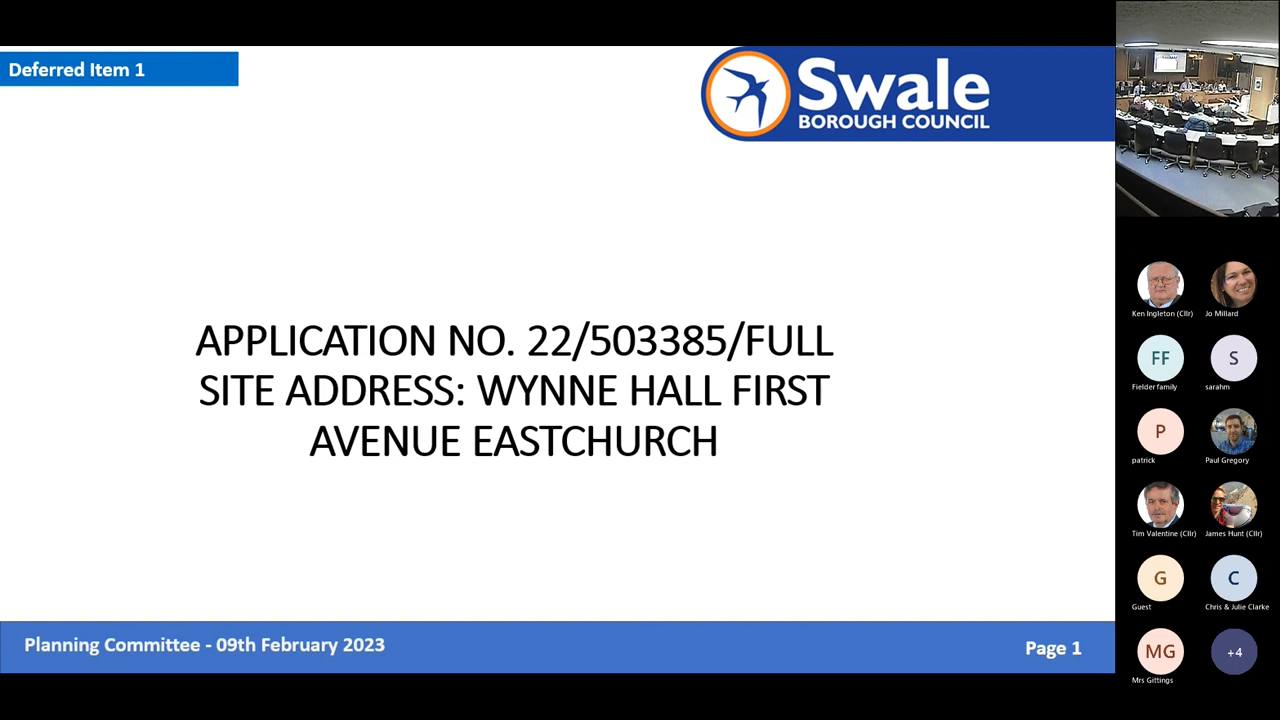 Deferred Item 1
Swale
BOROUGH COUNCIL
APPLICATION NO. 22/503385/FULL
SITE ADDRESS: WYNNE HALL FIRST
AVENUE EASTCHURCH
Planning Committee - 09th February 2023
Page 1
Ken Ingleton (Cllr)
Jo Millard
FF
Fielder family
S
sarahm
P
patrick
Paul Gregory
Tim Valentine (Cllr)
James Hunt (Cllr)
G
Guest
C
Chris & Julie Clarke
MG
Mrs Gittings
+4